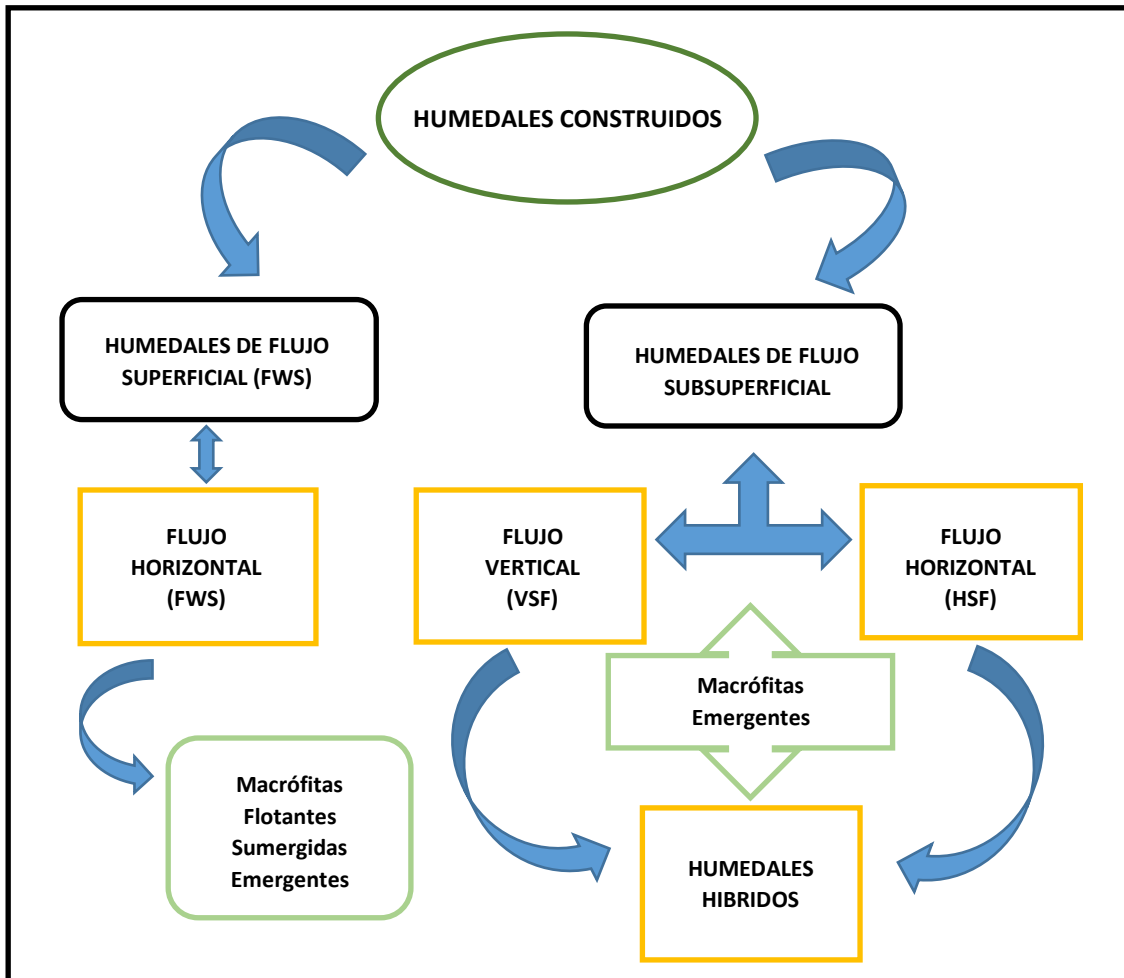 HUMEDALES CONSTRUIDOS
HUMEDALES DE FLUJO
SUPERFICIAL (FWS)
HUMEDALES DE FLUJO
SUBSUPERFICIAL
FLUJO
HORIZONTAL
(FWS)
FLUJO
VERTICAL
(VSF)
FLUJO
HORIZONTAL
(HSF)
Macrófitas
Emergentes
Macrófitas
Flotantes
Sumergidas
Emergentes
HUMEDALES
HIBRIDOS